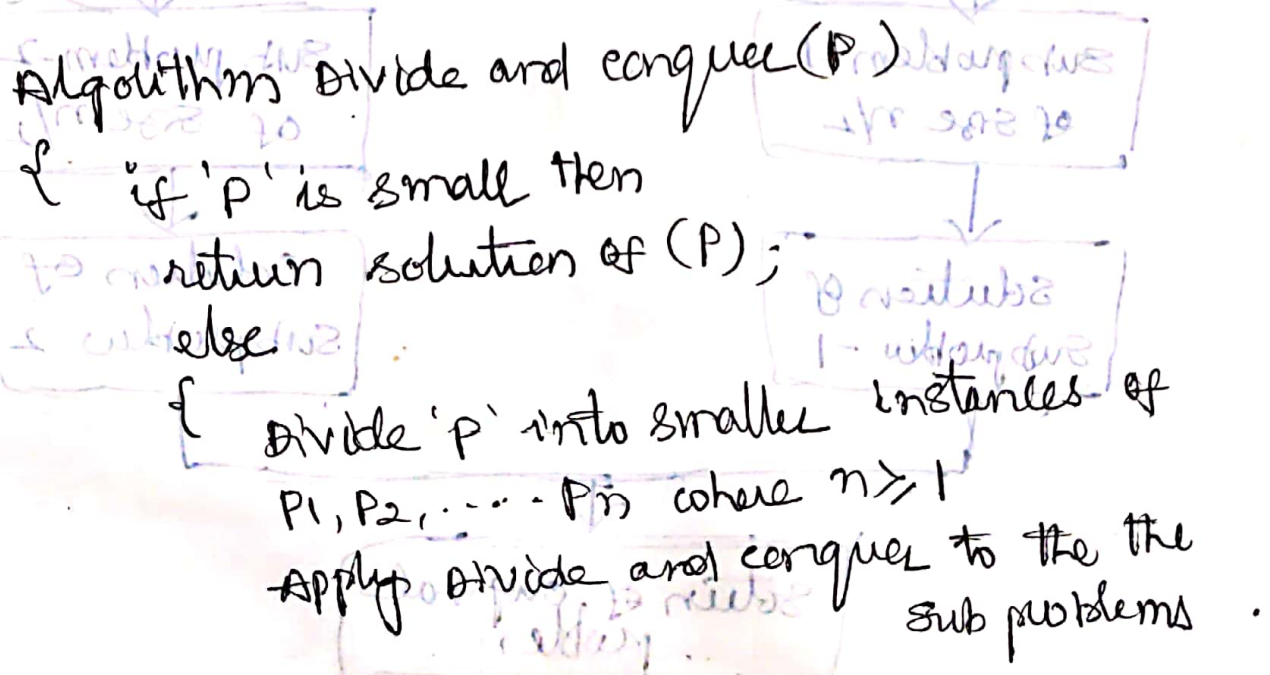 Algorithm Divide and conquer (P)
{ if 'P' is small then
return solution of (P);
else
{ Divide 'P' into smaller instances of
P1, P2, ..... Pn where n ≥ 1
Apply Divide and conquer to the the
sub problems.